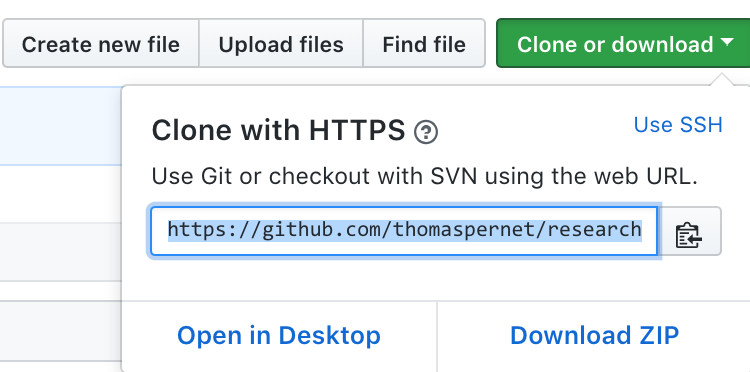 Create new file Upload files Find file Clone or download
Clone with HTTPS ?
Use SSH
Use Git or checkout with SVN using the web URL.
https://github.com/thomaspernet/research
Open in Desktop Download ZIP